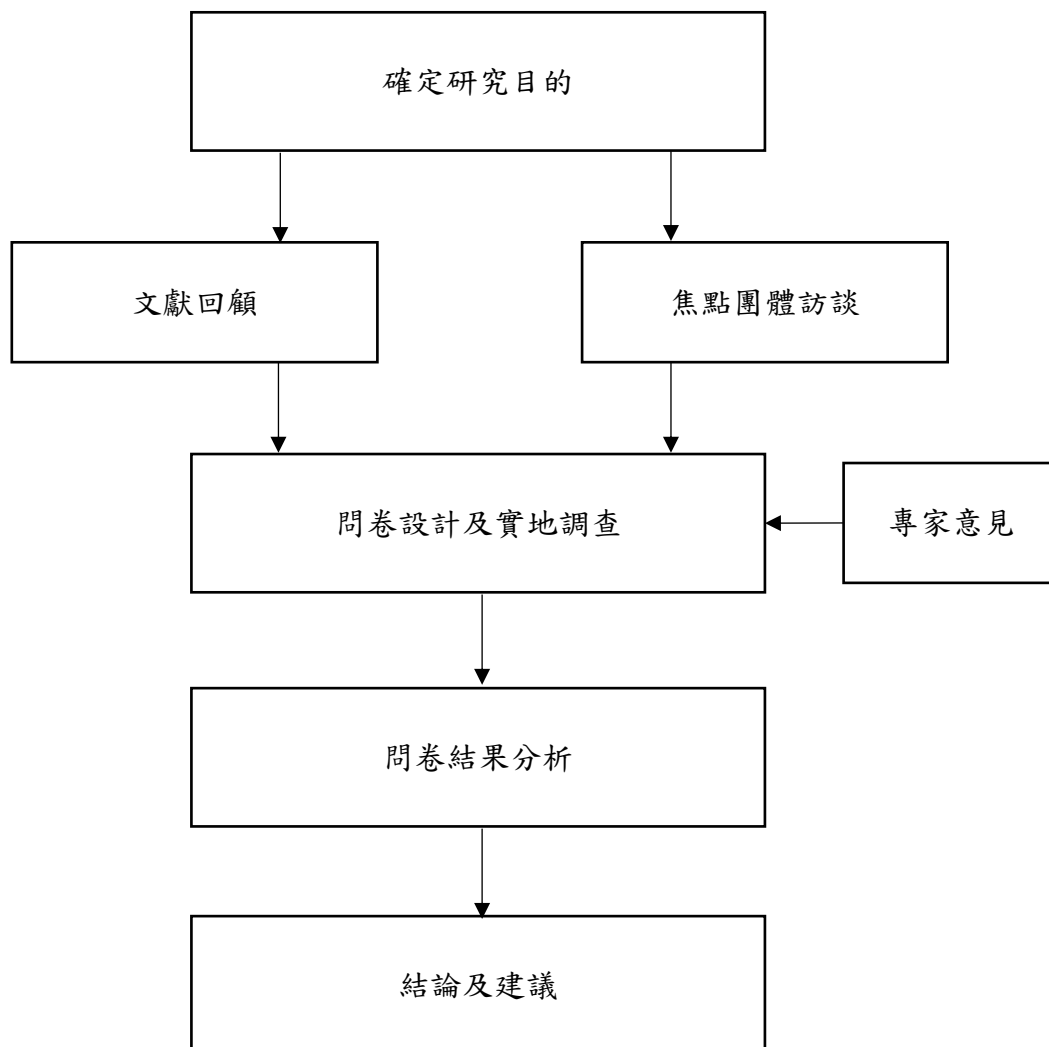 確定研究目的
文獻回顧
焦點團體訪談
問卷設計及實地調查
專家意見
問卷結果分析
結論及建議